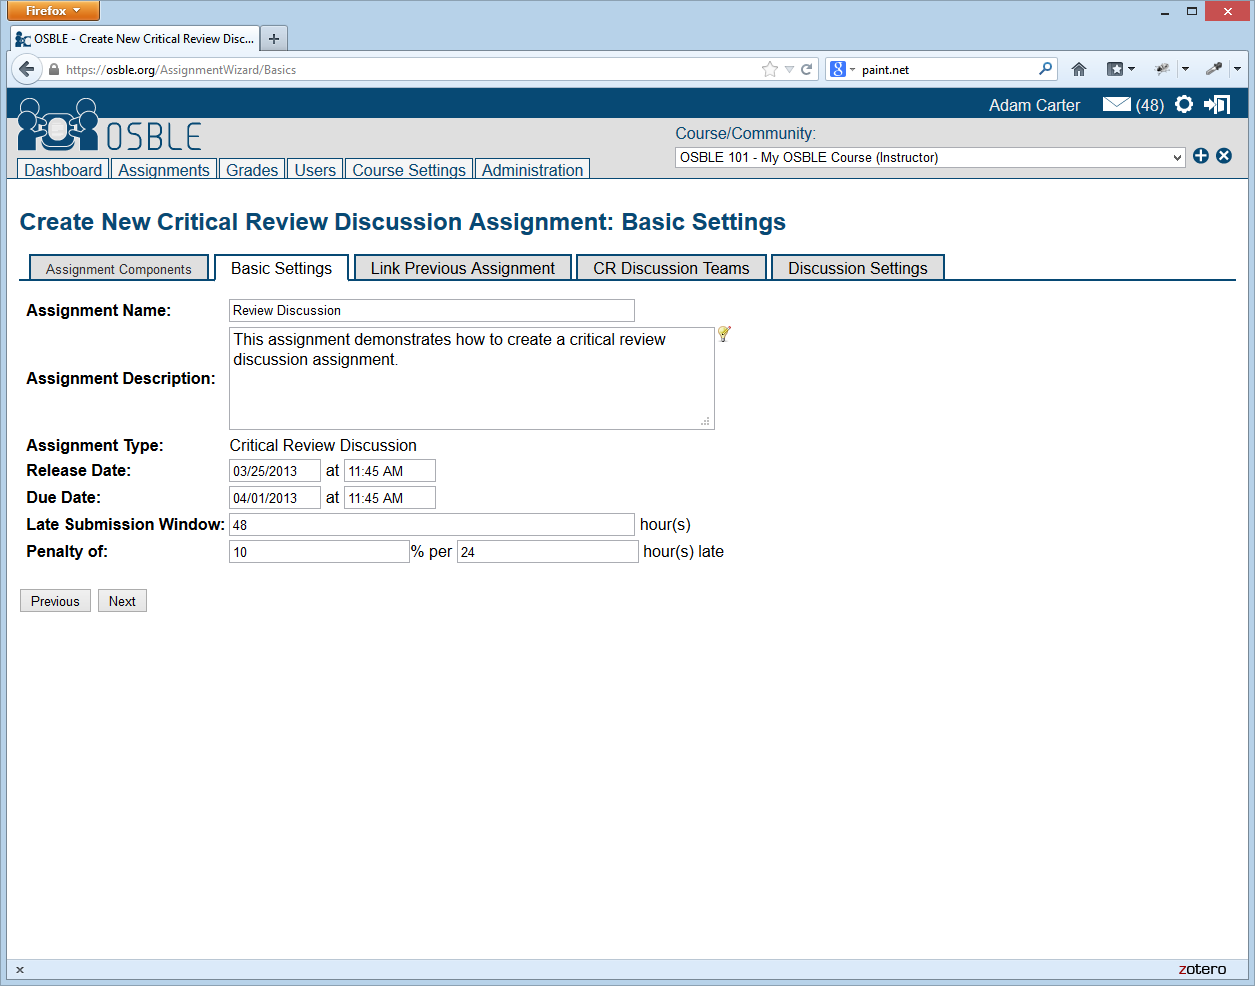 Firefox
OSBLE - Create New Critical Review Disc...
https://osble.org/AssignmentWizard/Basics
paint.net
Adam Carter (48)
OSBLE
Course/Community:
OSBLE 101 - My OSBLE Course (Instructor)
Dashboard Assignments Grades Users Course Settings Administration
Create New Critical Review Discussion Assignment: Basic Settings
Assignment Components Basic Settings Link Previous Assignment CR Discussion Teams Discussion Settings
Assignment Name: Review Discussion
This assignment demonstrates how to create a critical review
discussion assignment.
Assignment Description:
Assignment Type: Critical Review Discussion
Release Date: 03/25/2013 at 11:45 AM
Due Date: 04/01/2013 at 11:45 AM
Late Submission Window: 48 hour(s)
Penalty of: 10 % per 24 hour(s) late
Previous Next
zotero